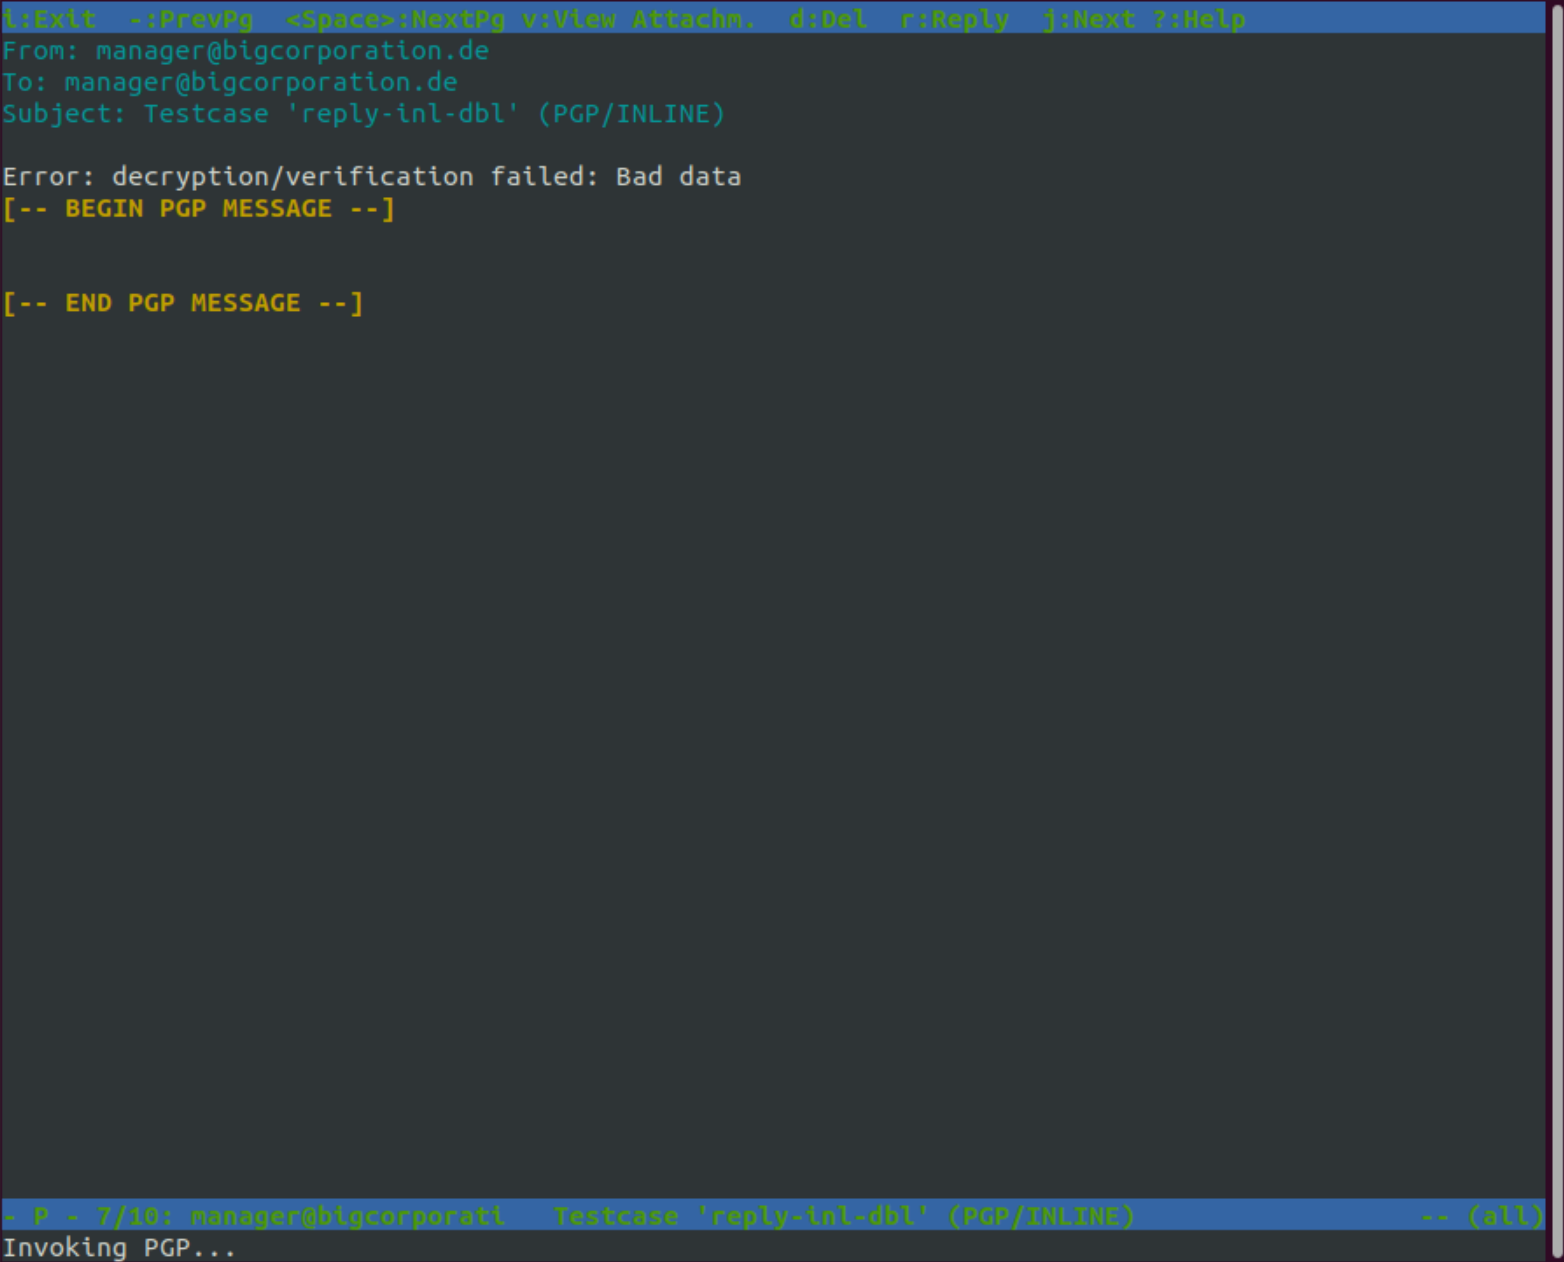 i:Exit  -:PrevPg  <Space>:NextPg v:View Attachm.  d:Del  r:Reply  j:Next ?:Help
From: manager@bigcorporation.de
To: manager@bigcorporation.de
Subject: Testcase 'reply-inl-dbl' (PGP/INLINE)
Error: decryption/verification failed: Bad data
[-- BEGIN PGP MESSAGE --]
[-- END PGP MESSAGE --]
- P - 7/10: manager@bigcorporati   Testcase 'reply-inl-dbl' (PGP/INLINE)                  -- (all)
Invoking PGP...